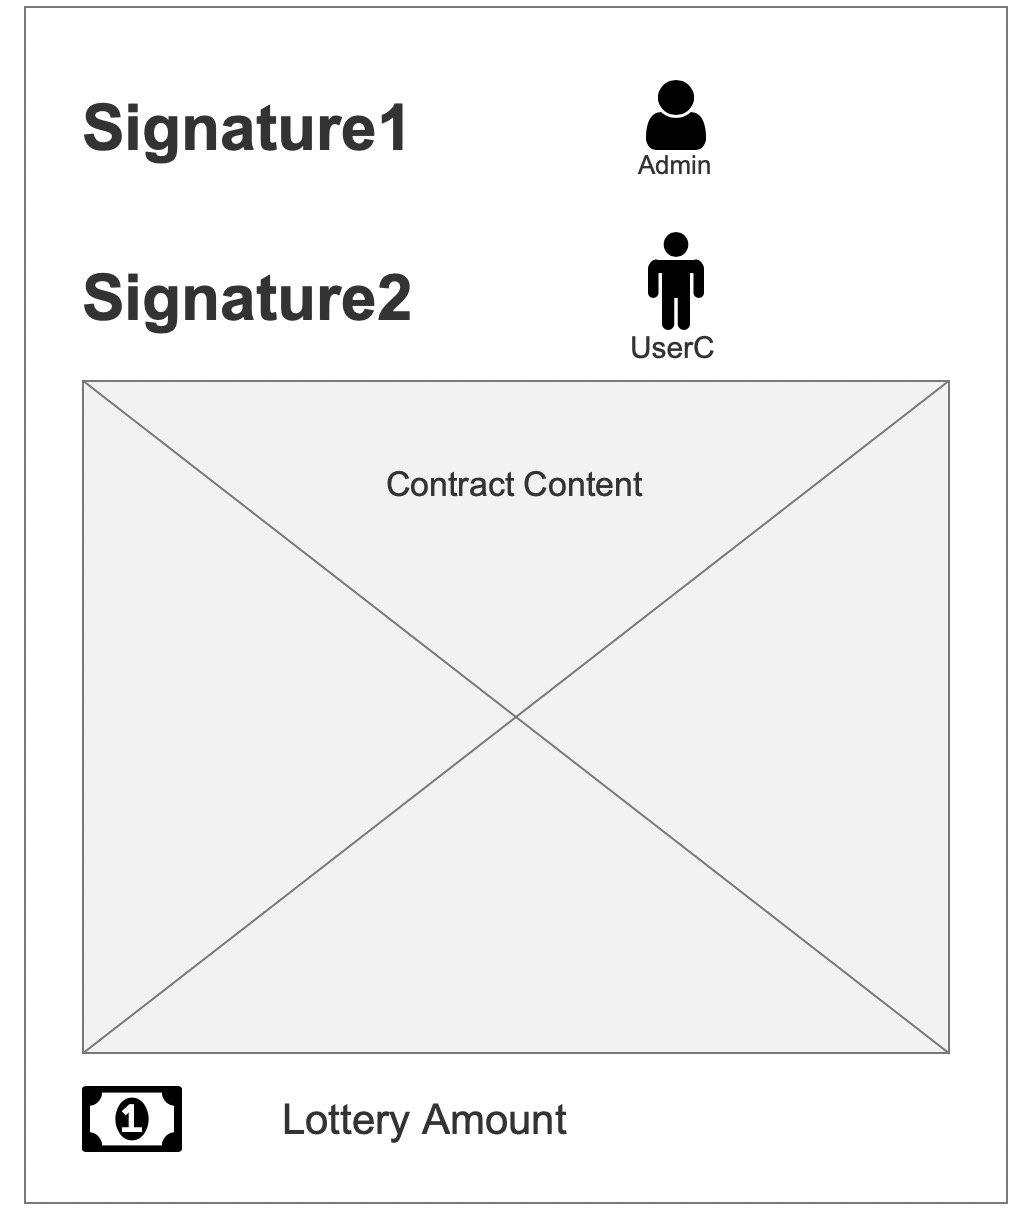 Signature1
Admin
Signature2
UserC
Contract Content
1
Lottery Amount